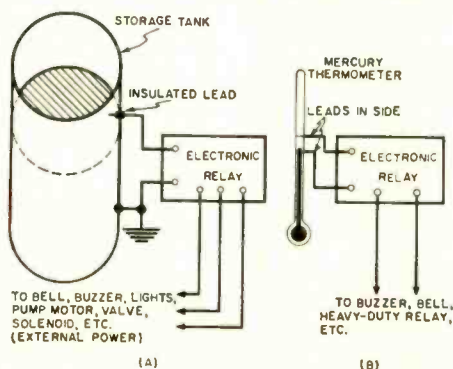 STORAGE TANK
INSULATED LEAD
ELECTRONIC
RELAY
TO BELL, BUZZER, LIGHTS,
PUMP MOTOR, VALVE,
SOLENOID, ETC.
(EXTERNAL POWER)
(A)
MERCURY
THERMOMETER
LEADS IN SIDE
ELECTRONIC
RELAY
TO BUZZER, BELL,
HEAVY-DUTY RELAY,
ETC.
(B)